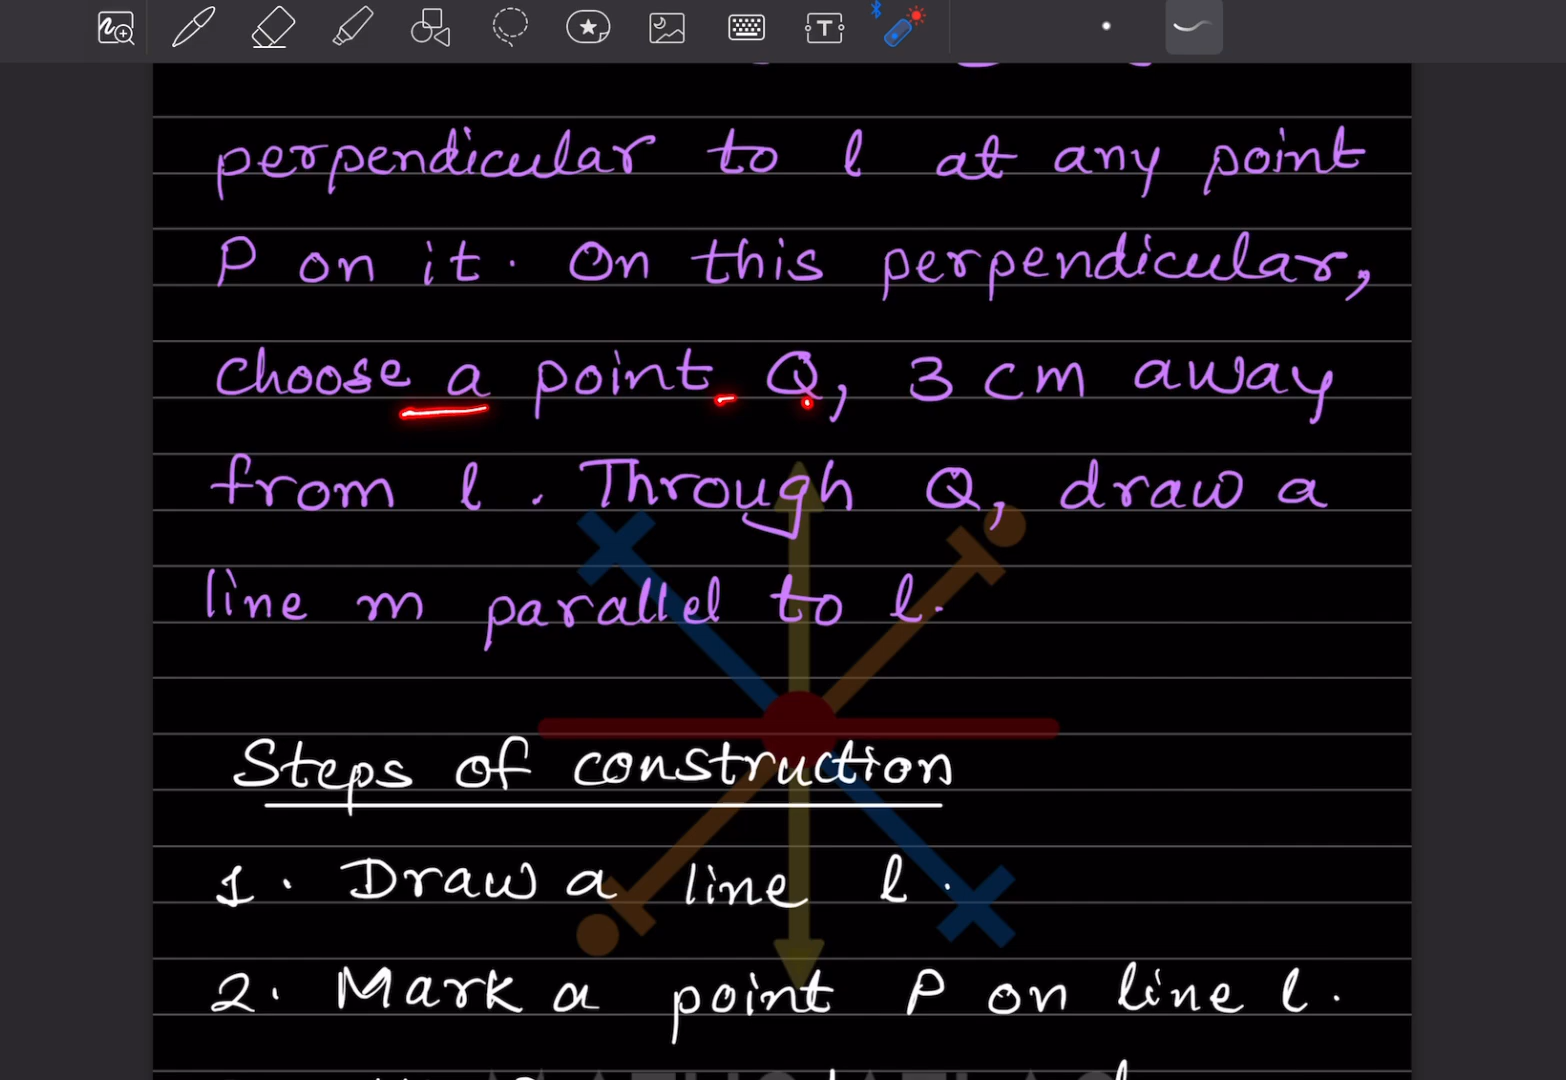 perpendicular to l at any point
P on it. On this perpendicular,
choose a point Q, 3 cm away
from l. Through Q, draw a
line m parallel to l.
Steps of construction
1. Draw a line l.
2. Mark a point P on line l.